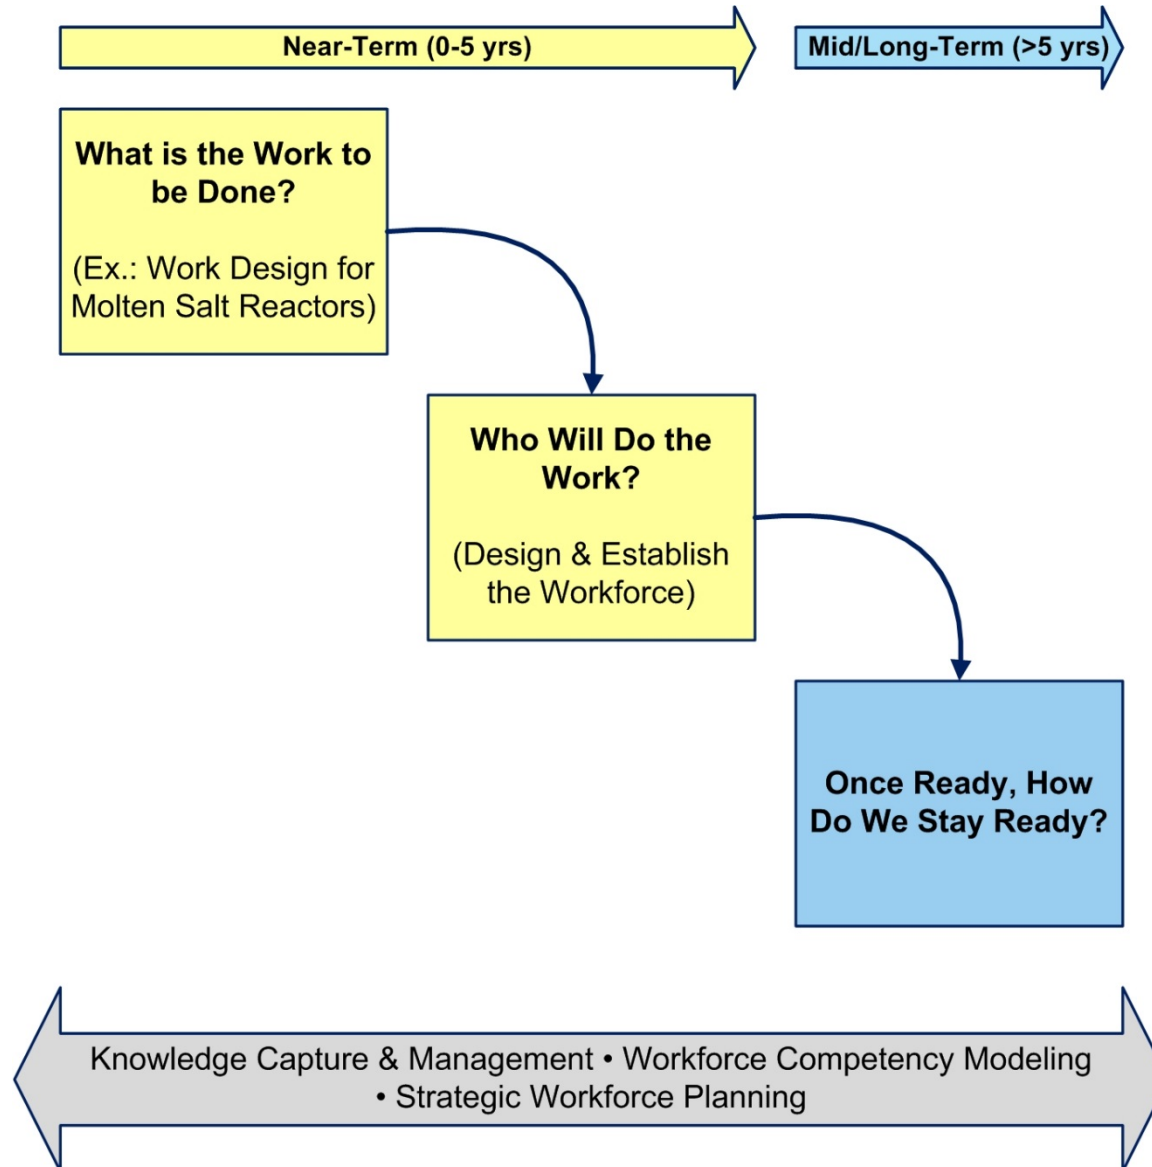 Near-Term (0-5 yrs)
Mid/Long-Term (>5 yrs)
What is the Work to
be Done?
(Ex.: Work Design for
Molten Salt Reactors)
Who Will Do the
Work?
(Design & Establish
the Workforce)
Once Ready, How
Do We Stay Ready?
Knowledge Capture & Management • Workforce Competency Modeling
• Strategic Workforce Planning